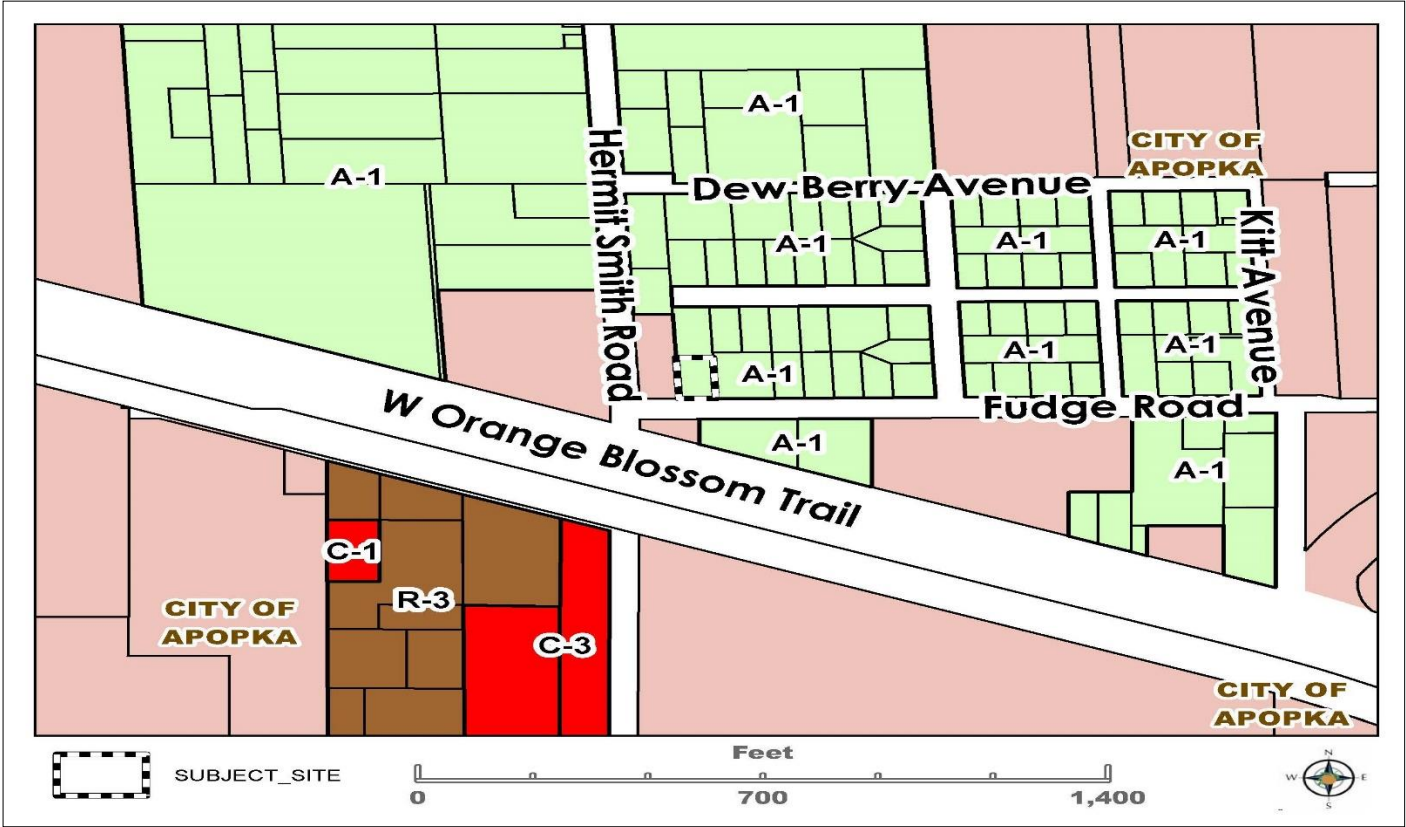 A-1
CITY OF
APOPKA
A-1
Hermit Smith Road
Dew Berry Avenue
Kitt Avenue
A-1
A-1
A-1
A-1
A-1
A-1
Fudge Road
W Orange Blossom Trail
A-1
A-1
C-1
R-3
CITY OF
APOPKA
C-3
CITY OF
APOPKA
SUBJECT_SITE
Feet
0
700
1,400
N
W
E
S